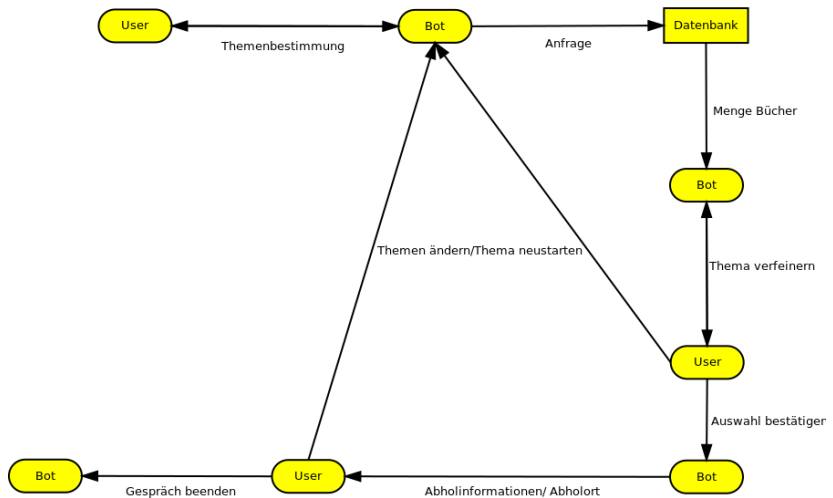 User
Bot
Datenbank
Themenbestimmung
Anfrage
Menge Bücher
Bot
Themen ändern/Thema neustarten
Thema verfeinern
User
Auswahl bestätigen
Bot
User
Bot
Gespräch beenden
Abholinformationen/ Abholort